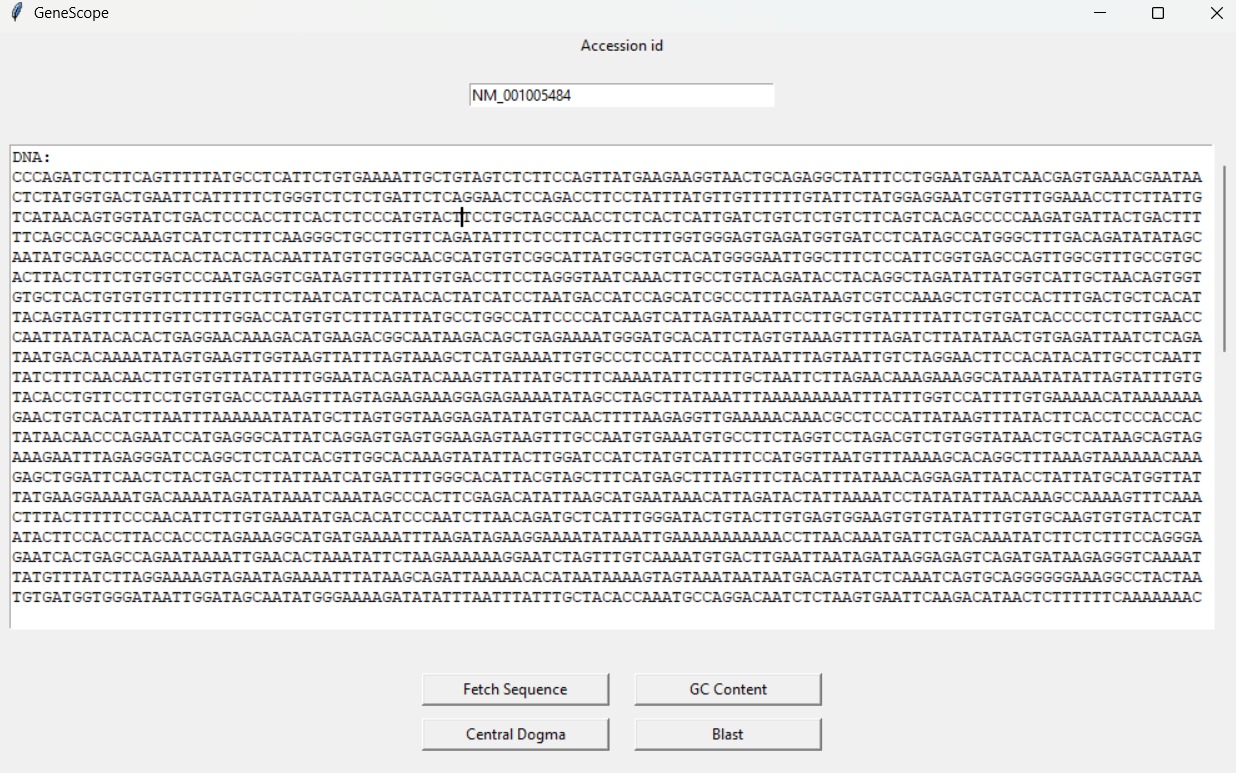 GeneScope
Accession id
NM_001005484
DNA:
CCCAGATCTCTTCAGTTTTTATGCCTCATTCTGTGAAAATTGCTGTAGTCTCTTCCAGTTATGAAGAAGGTAACTGCAGAGGCTATTTCCTGGAATGAATCAACGAGTGAAACGAATAA
CTCTATGGTGACTGAATTCATTTTTCTGGGTCTCTCTGATTCTCAGGAACTCCAGACCTTCCTATTTATGTTGTTTTTTGTATTCTATGGAGGAATCGTGTTTGGAAACCTTCTTATTG
TCATAACAGTGGTATCTGACTCCCACCTTCACTCTCCCATGTACTTCCTGCTAGCCAACCTCTCACTCATTGATCTGTCTCTGTCTTCAGTCACAGCCCCCAAGATGATTACTGACTTT
TTCAGCCAGCGCAAAGTCATCTCTTTCAAGGGCTGCCTTGTTCAGATATTTCTCCTTCACTTCTTTGGTGGGAGTGAGATGGTGATCCTCATAGCCATGGGCTTTGACAGATATATAGC
AATATGCAAGCCCCTACACTACACTACAATTATGTGTGGCAACGCATGTGTCGGCATTATGGCTGTCACATGGGGAATTGGCTTTCTCCATTCGGTGAGCCAGTTGGCGTTTGCCGTGC
ACTTACTCTTCTGTGGTCCCAATGAGGTCGATAGTTTTTATTGTGACCTTCCTAGGGTAATCAAACTTGCCTGTACAGATACCTACAGGCTAGATATTATGGTCATTGCTAACAGTGGT
GTGCTCACTGTGTGTTCTTTTGTTCTTCTAATCATCTCATACACTATCATCCTAATGACCATCCAGCATCGCCCTTTAGATAAGTCGTCCAAAGCTCTGTCCACTTTGACTGCTCACAT
TACAGTAGTTCTTTTGTTCTTTGGACCATGTGTCTTTATTTATGCCTGGCCATTCCCCATCAAGTCATTAGATAAATTCCTTGCTGTATTTTATTCTGTGATCACCCCTCTCTTGAACC
CAATTATATACACACTGAGGAACAAAGACATGAAGACGGCAATAAGACAGCTGAGAAAATGGGATGCACATTCTAGTGTAAAGTTTTAGATCTTATATAACTGTGAGATTAATCTCAGA
TAATGACACAAAATATAGTGAAGTTGGTAAGTTATTTAGTAAAGCTCATGAAAATTGTGCCCTCCATTCCCATATAATTTAGTAATTGTCTAGGAACTTCCACATACATTGCCTCAATT
TATCTTTCAACAACTTGTGTGTTATATTTTGGAATACAGATACAAAGTTATTATGCTTTCAAAATATTCTTTTGCTAATTCTTAGAACAAAGAAAGGCATAAATATATTAGTATTTGTG
TACACCTGTTCCTTCCTGTGTGACCCTAAGTTTAGTAGAAGAAAGGAGAGAAAATATAGCCTAGCTTATAAATTTAAAAAAAAATTTATTTGGTCCATTTTGTGAAAAACATAAAAAAA
GAACTGTCACATCTTAATTTAAAAAATATATGCTTAGTGGTAAGGAGATATATGTCAACTTTTAAGAGGTTGAAAAACAAACGCCTCCCATTATAAGTTTATACTTCACCTCCCACCAC
TATAACAACCCAGAATCCATGAGGGCATTATCAGGAGTGAGTGGAAGAGTAAGTTTGCCAATGTGAAATGTGCCTTCTAGGTCCTAGACGTCTGTGGTATAACTGCTCATAAGCAGTAG
AAAGAATTTAGAGGGATCCAGGCTCTCATCACGTTGGCACAAAGTATATTACTTGGATCCATCTATGTCATTTTCCATGGTTAATGTTTAAAAGCACAGGCTTTAAAGTAAAAAACAAA
GAGCTGGATTCAACTCTACTGACTCTTATTAATCATGATTTTGGGCACATTACGTAGCTTTCATGAGCTTTAGTTTCTACATTTATAAACAGGAGATTATACCTATTATGCATGGTTAT
TATGAAGGAAAATGACAAAATAGATATAAATCAAATAGCCCACTTCGAGACATATTAAGCATGAATAAACATTAGATACTATTAAAATCCTATATATTAACAAAGCCAAAAGTTTCAAA
CTTTACTTTTTCCCAACATTCTTGTGAAATATGACACATCCCAATCTTAACAGATGCTCATTTGGGATACTGTACTTGTGAGTGGAAGTGTGTATATTTGTGTGCAAGTGTGTACTCAT
ATACTTCCACCTTACCACCCTAGAAAGGCATGATGAAAATTTAAGATAGAAGGAAAATATAAATTGAAAAAAAAAAACCTTAACAAATGATTCTGACAAATATCTTCTCTTTCCAGGGA
GAATCACTGAGCCAGAATAAAATTGAACACTAAATATTCTAAGAAAAAAGGAATCTAGTTTGTCAAAATGTGACTTGAATTAATAGATAAGGAGAGTCAGATGATAAGAGGGTCAAAAT
TATGTTTATCTTAGGAAAAGTAGAATAGAAAATTTATAAGCAGATTAAAAACACATAATAAAAGTAGTAAATAATAATGACAGTATCTCAAATCAGTGCAGGGGGGAAAGGCCTACTAA
TGTGATGGTGGGATAATTGGATAGCAATATGGGAAAAGATATATTTAATTTATTTGCTACACCAAATGCCAGGACAATCTCTAAGTGAATTCAAGACATAACTCTTTTTTCAAAAAAAC
Fetch Sequence
GC Content
Central Dogma
Blast